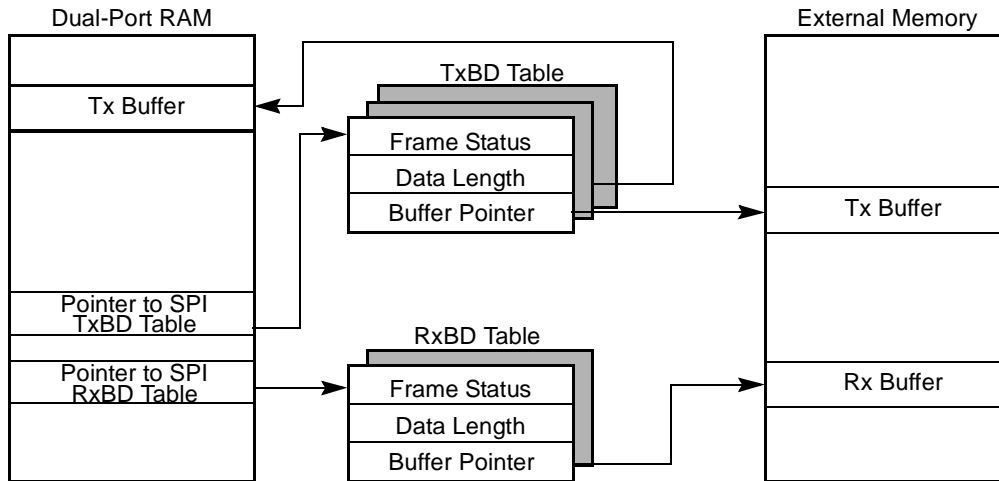 Dual-Port RAM
External Memory
TxBD Table
Tx Buffer
Frame Status
Data Length
Buffer Pointer
Tx Buffer
Pointer to SPI
TxBD Table
RxBD Table
Pointer to SPI
RxBD Table
Frame Status
Data Length
Buffer Pointer
Rx Buffer